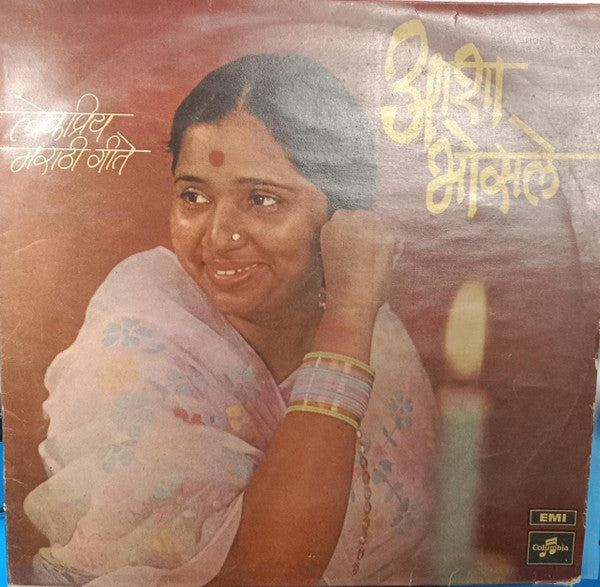 लोकप्रिय
मराठी गीते
आशा
भोसले
EMI
Columbia